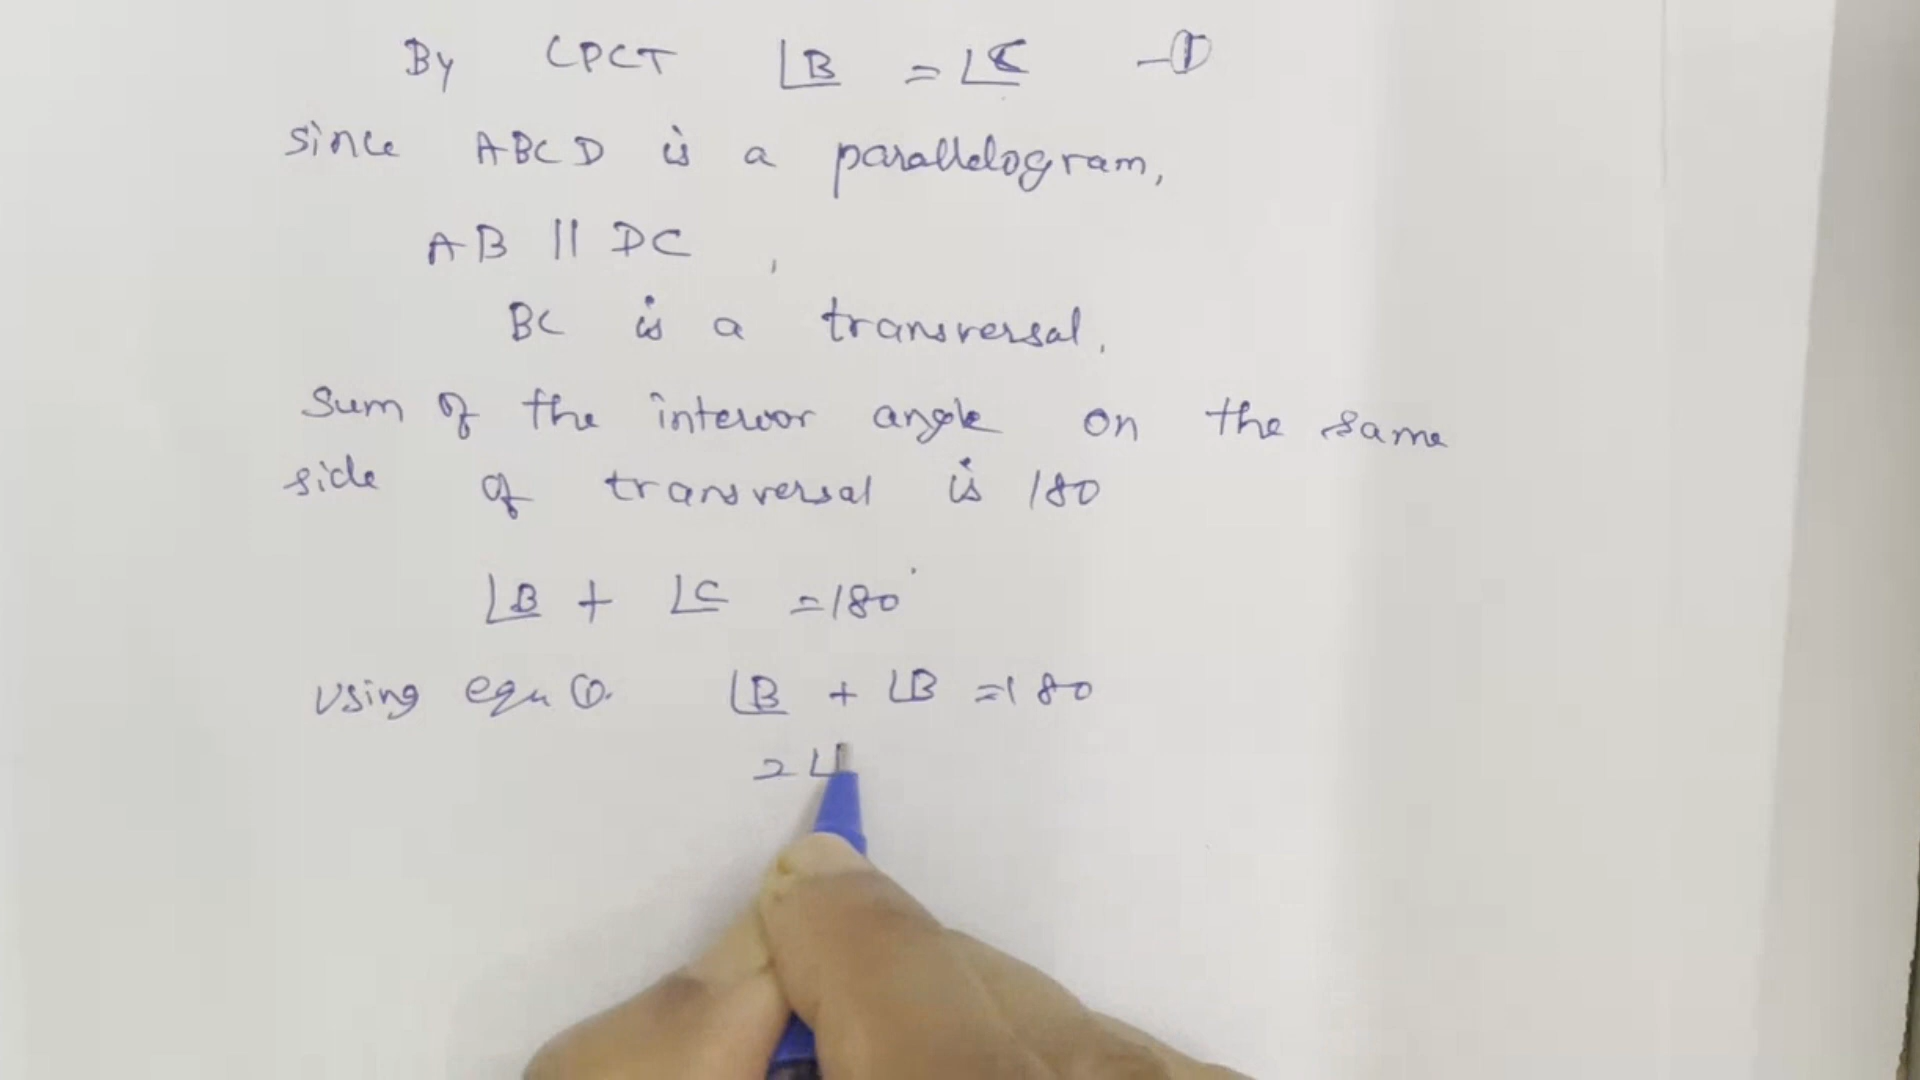 By CPCT ∠B = ∠C -①
since ABCD is a parallelogram,
AB || DC ,
BC is a transversal.
Sum of the interior angle on the same
side of transversal is 180
∠B + ∠C = 180°
Using equ ①. ∠B + ∠B = 180
2∠